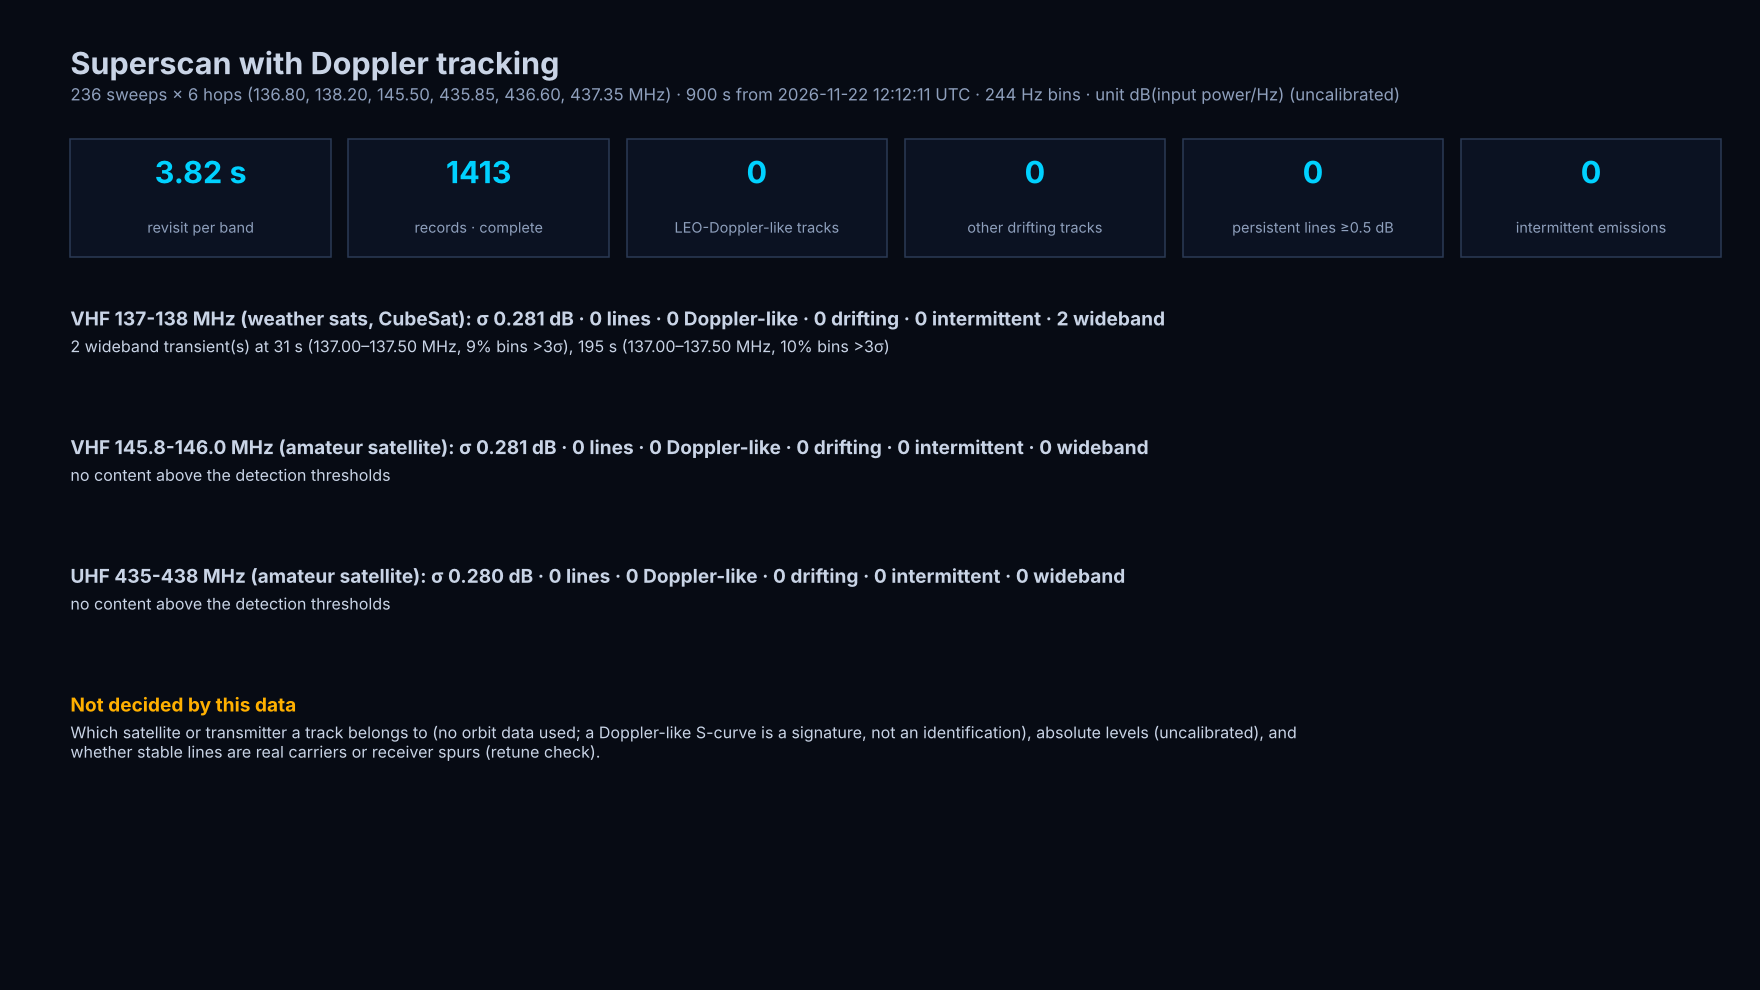 Superscan with Doppler tracking
236 sweeps × 6 hops (136.80, 138.20, 145.50, 435.85, 436.60, 437.35 MHz) · 900 s from 2026-11-22 12:12:11 UTC · 244 Hz bins · unit dB(input power/Hz) (uncalibrated)
3.82 s
revisit per band
1413
records · complete
0
LEO-Doppler-like tracks
0
other drifting tracks
0
persistent lines ≥0.5 dB
0
intermittent emissions
VHF 137-138 MHz (weather sats, CubeSat): σ 0.281 dB · 0 lines · 0 Doppler-like · 0 drifting · 0 intermittent · 2 wideband
2 wideband transient(s) at 31 s (137.00–137.50 MHz, 9% bins >3σ), 195 s (137.00–137.50 MHz, 10% bins >3σ)
VHF 145.8-146.0 MHz (amateur satellite): σ 0.281 dB · 0 lines · 0 Doppler-like · 0 drifting · 0 intermittent · 0 wideband
no content above the detection thresholds
UHF 435-438 MHz (amateur satellite): σ 0.280 dB · 0 lines · 0 Doppler-like · 0 drifting · 0 intermittent · 0 wideband
no content above the detection thresholds
Not decided by this data
Which satellite or transmitter a track belongs to (no orbit data used; a Doppler-like S-curve is a signature, not an identification), absolute levels (uncalibrated), and
whether stable lines are real carriers or receiver spurs (retune check).